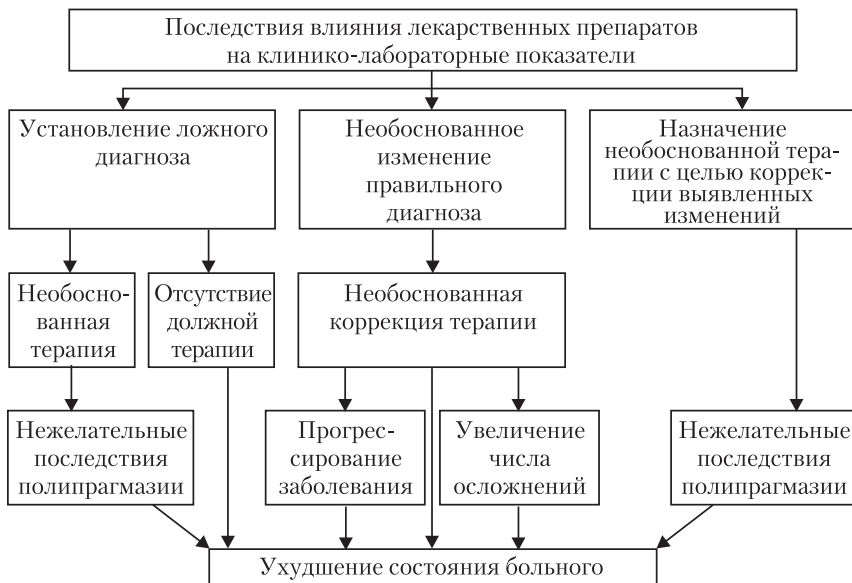 Последствия влияния лекарственных препаратов
на клинико-лабораторные показатели
Установление ложного
диагноза
Необоснованное
изменение
правильного
диагноза
Назначение
необоснованной тера-
пии с целью коррек-
ции выявленных
изменений
Необосно-
ванная
терапия
Отсутствие
должной
терапии
Необоснованная
коррекция терапии
Нежелательные
последствия
полипрагмазии
Прогрес-
сирование
заболевания
Увеличение
числа
осложнений
Нежелательные
последствия
полипрагмазии
Ухудшение состояния больного